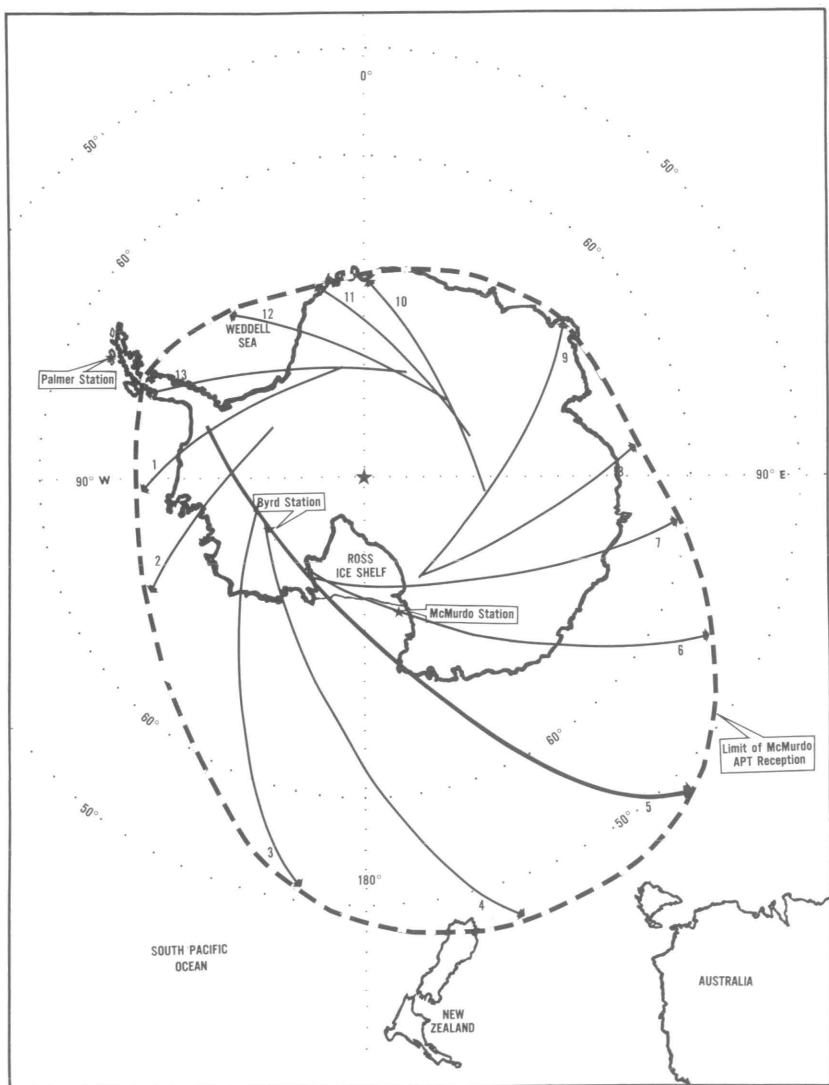 0°
50°
50°
60°
60°
11
10
12
WEDDELL
SEA
9
13
Palmer Station
1
90° W
8
90° E
Byrd Station
2
ROSS
ICE SHELF
7
McMurdo Station
6
60°
60°
Limit of McMurdo
APT Reception
5
50°
50°
3
180°
4
SOUTH PACIFIC
OCEAN
AUSTRALIA
NEW
ZEALAND